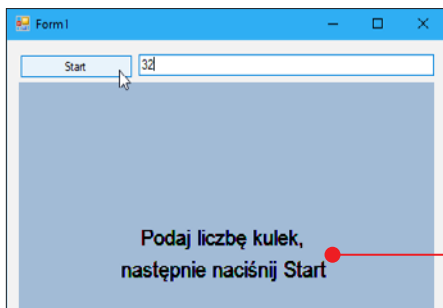 Form1
Start
32
Podaj liczbę kulek,
następnie naciśnij Start